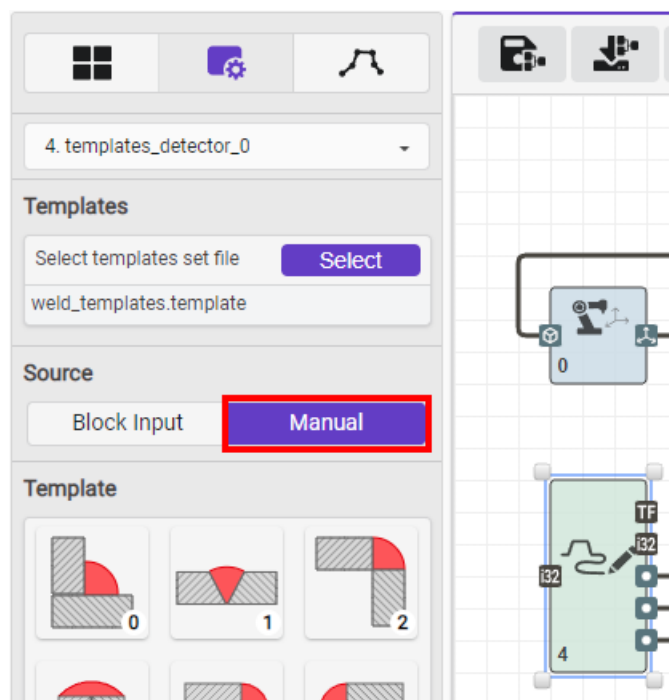 4. templates_detector_0
Templates
Select templates set file
Select
weld_templates.template
Source
Block Input
Manual
Template
0
1
2
0
TF
i32
i32
4